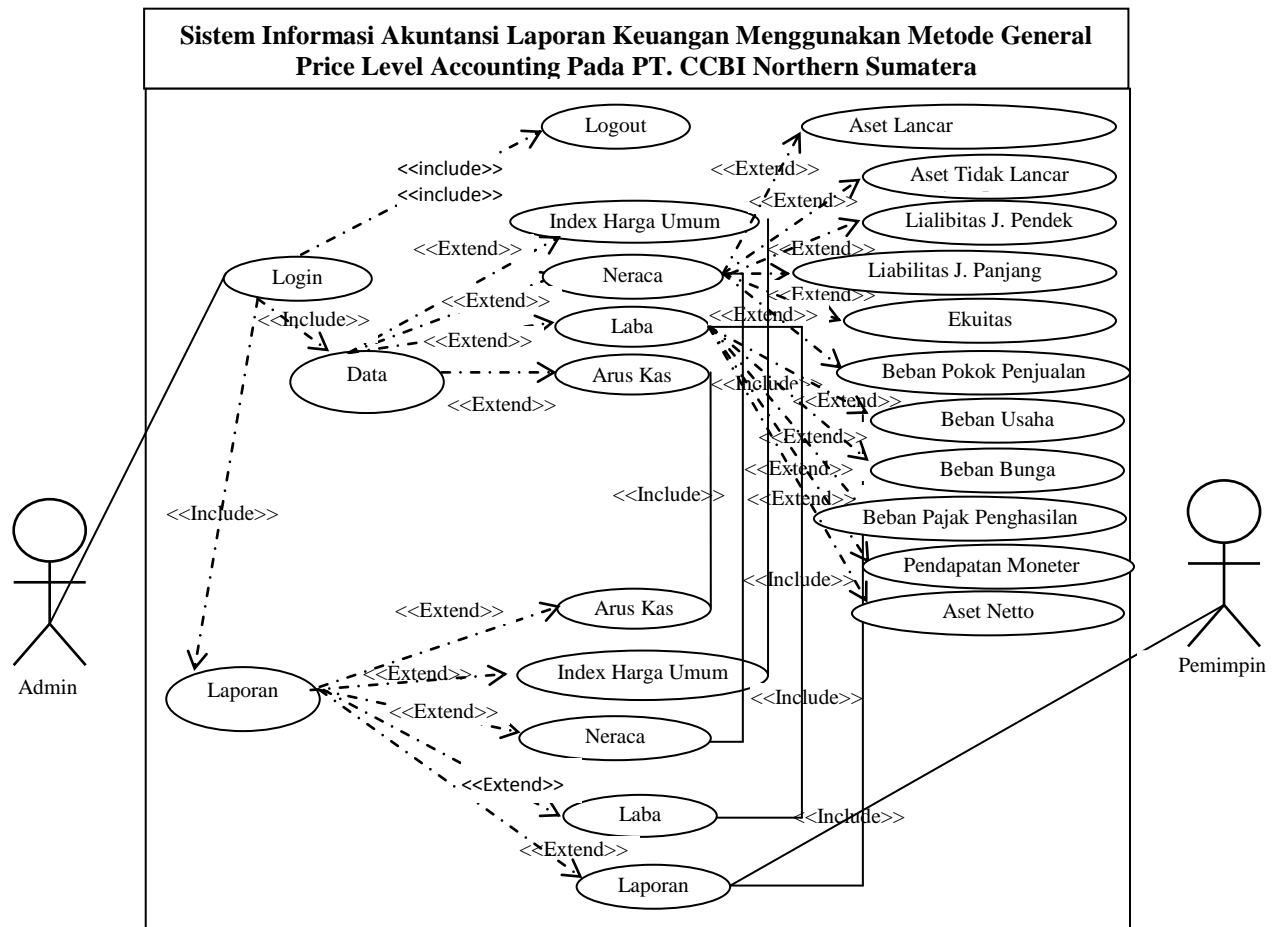 Sistem Informasi Akuntansi Laporan Keuangan Menggunakan Metode General
Price Level Accounting Pada PT. CCBI Northern Sumatera
Logout
Aset Lancar
<<include>>
<<Extend>>
Aset Tidak Lancar
<<include>>
<<Extend>>
Index Harga Umum
Lialibitas J. Pendek
<<Extend>>
<<Extend>>
Login
Neraca
Liabilitas J. Panjang
<<Extend>>
<<Extend>>
<<Include>>
Laba
<<Extend>>
Ekuitas
<<Extend>>
Data
Arus Kas
Beban Pokok Penjualan
<<Include>>
<<Extend>>
<<Extend>>
Beban Usaha
<<Extend>>
<<Extend>>
Beban Bunga
<<Include>>
<<Extend>>
<<Include>>
Beban Pajak Penghasilan
Pendapatan Moneter
<<Include>>
<<Extend>>
Arus Kas
Aset Netto
Admin
Pemimpin
Laporan
<<Extend>>
Index Harga Umum
<<Include>>
<<Extend>>
Neraca
<<Extend>>
Laba
<<Include>>
<<Extend>>
Laporan